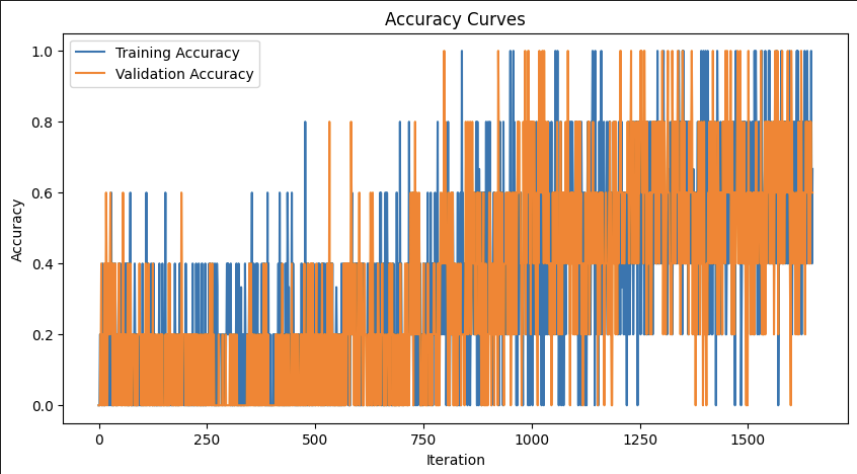 Accuracy Curves
Training Accuracy
Validation Accuracy
1.0
0.8
0.6
0.4
0.2
0.0
Accuracy
0 250 500 750 1000 1250 1500
Iteration